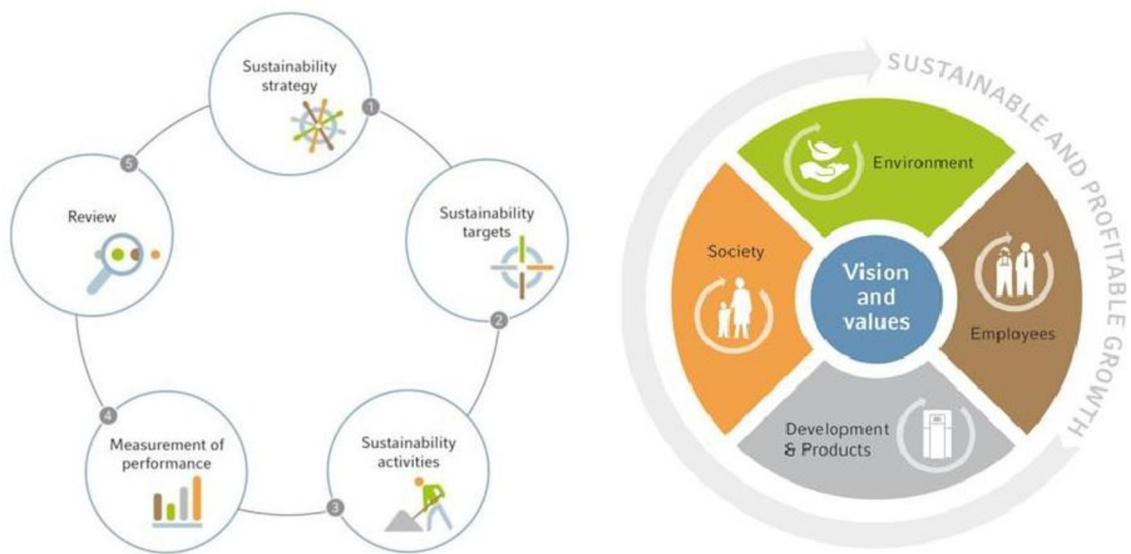 Sustainability
strategy
1
Sustainability
targets
2
Sustainability
activities
3
Measurement of
performance
4
Review
5
SUSTAINABLE AND PROFITABLE GROWTH
Environment
Employees
Development
& Products
Society
Vision
and
values